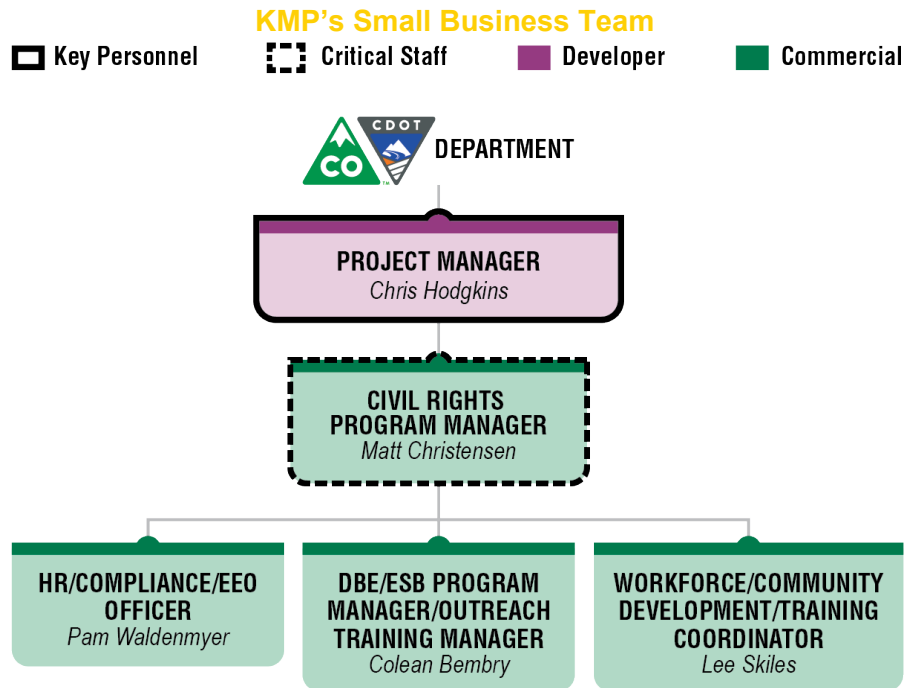 KMP's Small Business Team
Key Personnel
Critical Staff
Developer
Commercial
CO
TM
CDOT
DEPARTMENT
PROJECT MANAGER
Chris Hodgkins
CIVIL RIGHTS
PROGRAM MANAGER
Matt Christensen
HR/COMPLIANCE/EEO
OFFICER
Pam Waldenmyer
DBE/ESB PROGRAM
MANAGER/OUTREACH
TRAINING MANAGER
Colean Bembry
WORKFORCE/COMMUNITY
DEVELOPMENT/TRAINING
COORDINATOR
Lee Skiles